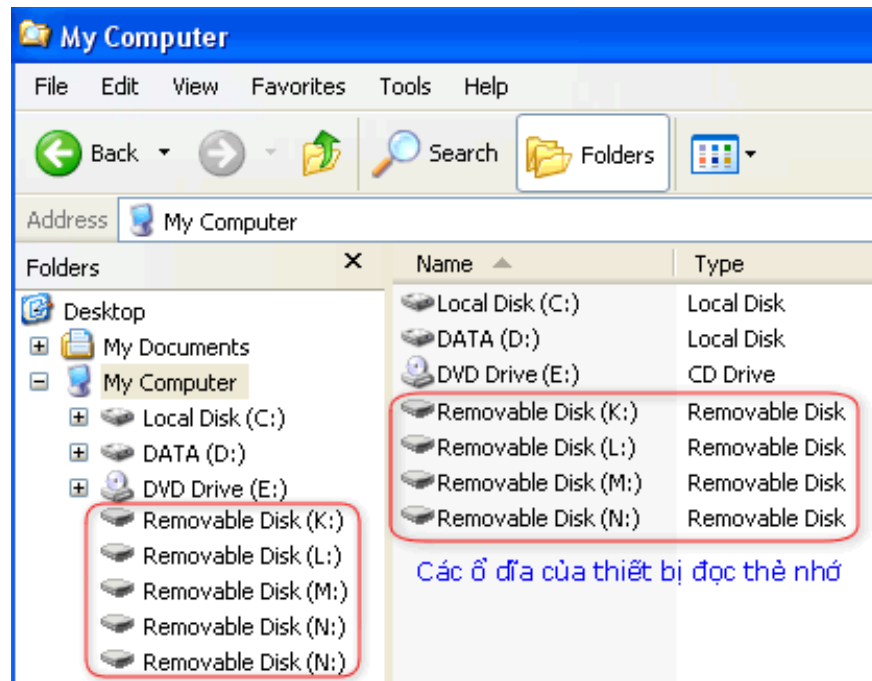 My Computer
File Edit View Favorites Tools Help
Back Search Folders
Address My Computer
Folders
Desktop
My Documents
My Computer
Local Disk (C:)
DATA (D:)
DVD Drive (E:)
Removable Disk (K:)
Removable Disk (L:)
Removable Disk (M:)
Removable Disk (N:)
Removable Disk (N:)
Name Type
Local Disk (C:) Local Disk
DATA (D:) Local Disk
DVD Drive (E:) CD Drive
Removable Disk (K:) Removable Disk
Removable Disk (L:) Removable Disk
Removable Disk (M:) Removable Disk
Removable Disk (N:) Removable Disk
Các ổ dĩa của thiết bị đọc thẻ nhớ